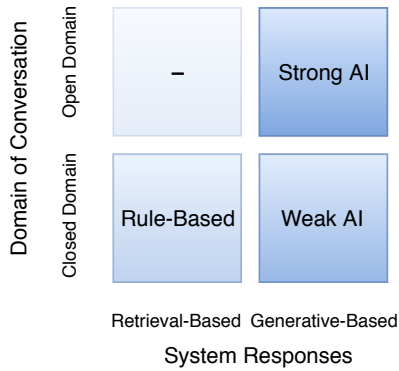 Domain of Conversation
Open Domain
–
Strong AI
Closed Domain
Rule-Based
Weak AI
Retrieval-Based
Generative-Based
System Responses